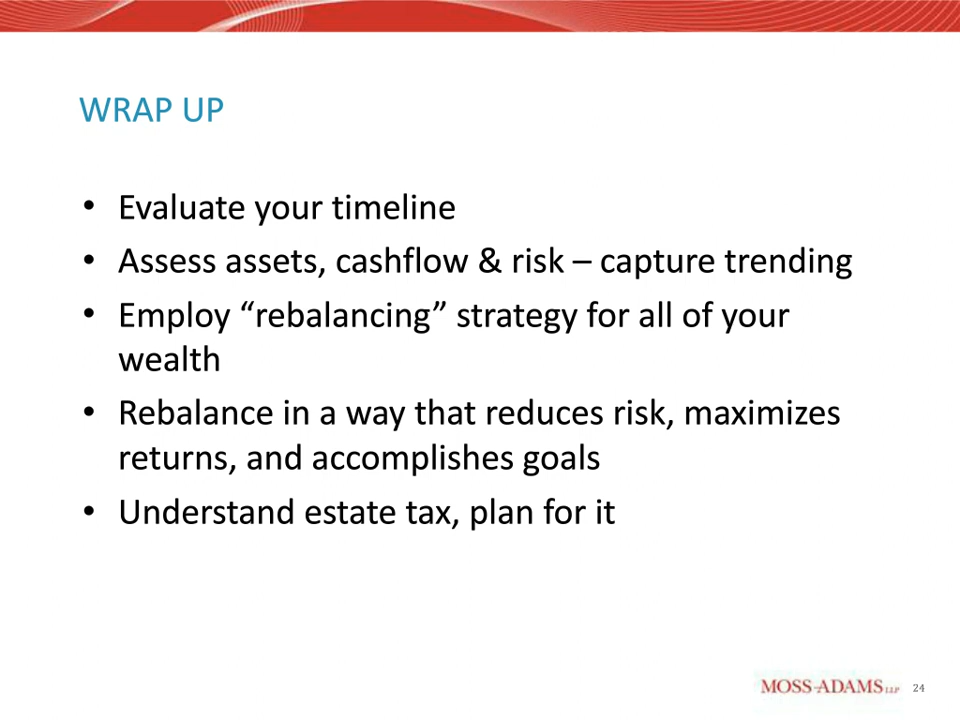 WRAP UP
• Evaluate your timeline
• Assess assets, cashflow & risk – capture trending
• Employ “rebalancing” strategy for all of your
wealth
• Rebalance in a way that reduces risk, maximizes
returns, and accomplishes goals
• Understand estate tax, plan for it
MOSS-ADAMS LLP 24